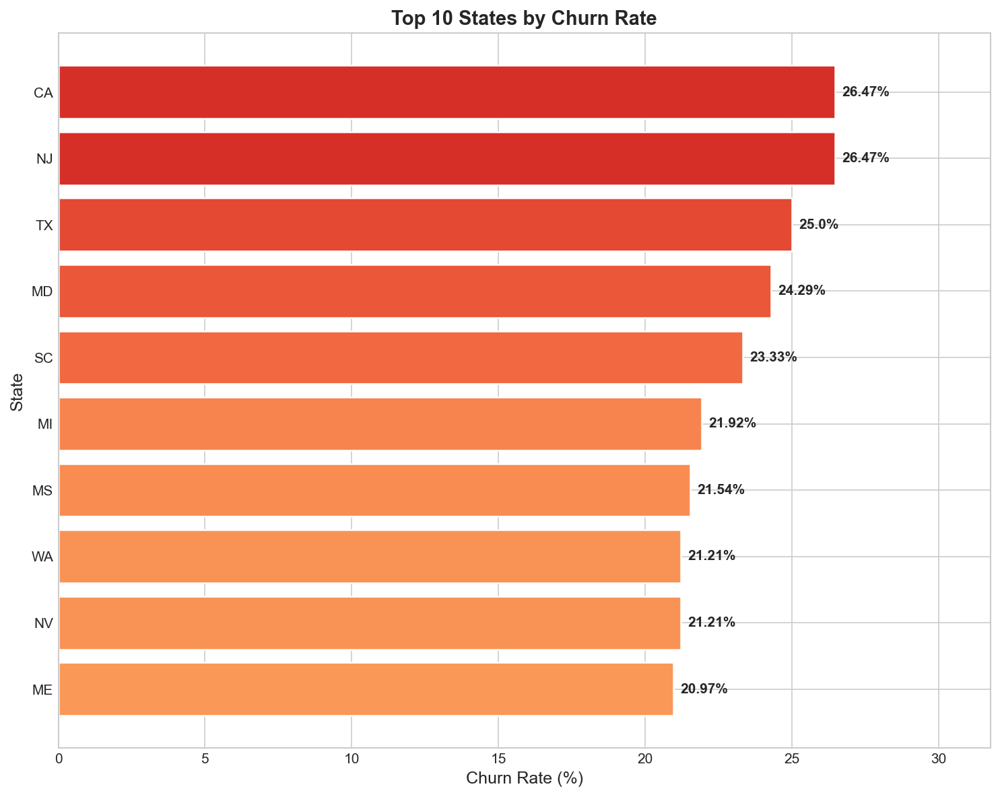 Top 10 States by Churn Rate
CA
26.47%
NJ
26.47%
TX
25.0%
MD
24.29%
SC
23.33%
State
MI
21.92%
MS
21.54%
WA
21.21%
NV
21.21%
ME
20.97%
0 5 10 15 20 25 30
Churn Rate (%)